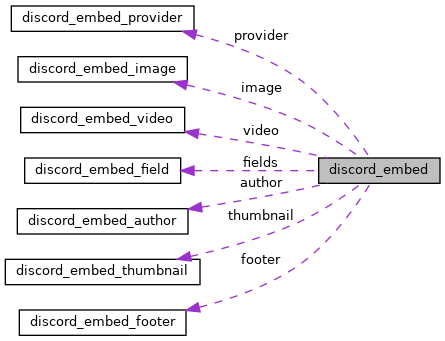 discord_embed_provider
provider
discord_embed_image
image
discord_embed_video
video
discord_embed_field
fields
discord_embed
author
discord_embed_author
thumbnail
discord_embed_thumbnail
footer
discord_embed_footer